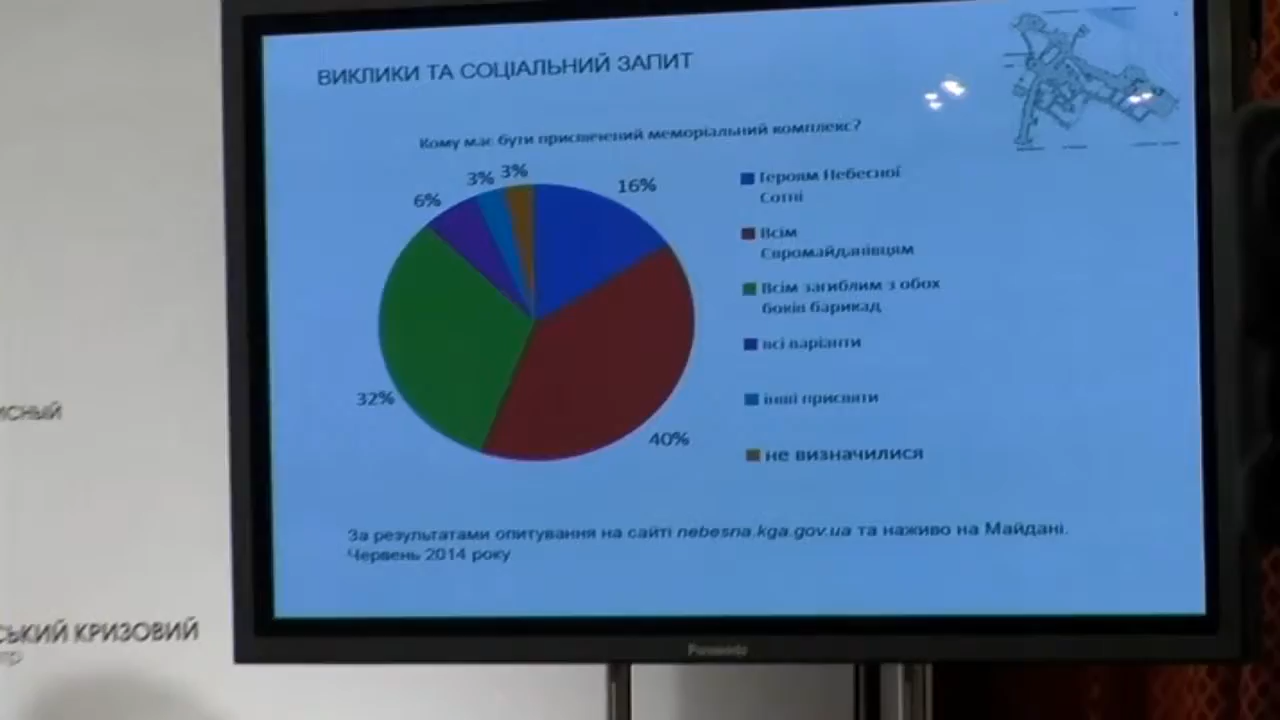 ВИКЛИКИ ТА СОЦІАЛЬНИЙ ЗАПИТ
Кому має бути присвячений меморіальний комплекс?
3% 3%
16%
6%
32%
40%
Героям Небесної
Сотні
Всім
Євромайданівцям
Всім загиблим з обох
боків барикад
всі варіанти
інші присвяти
не визначилися
За результатами опитування на сайті nebesna.kga.gov.ua та наживо на Майдані.
Червень 2014 року
ИСНЫЙ
СЬКИЙ КРИЗОВИЙ
Panasonic